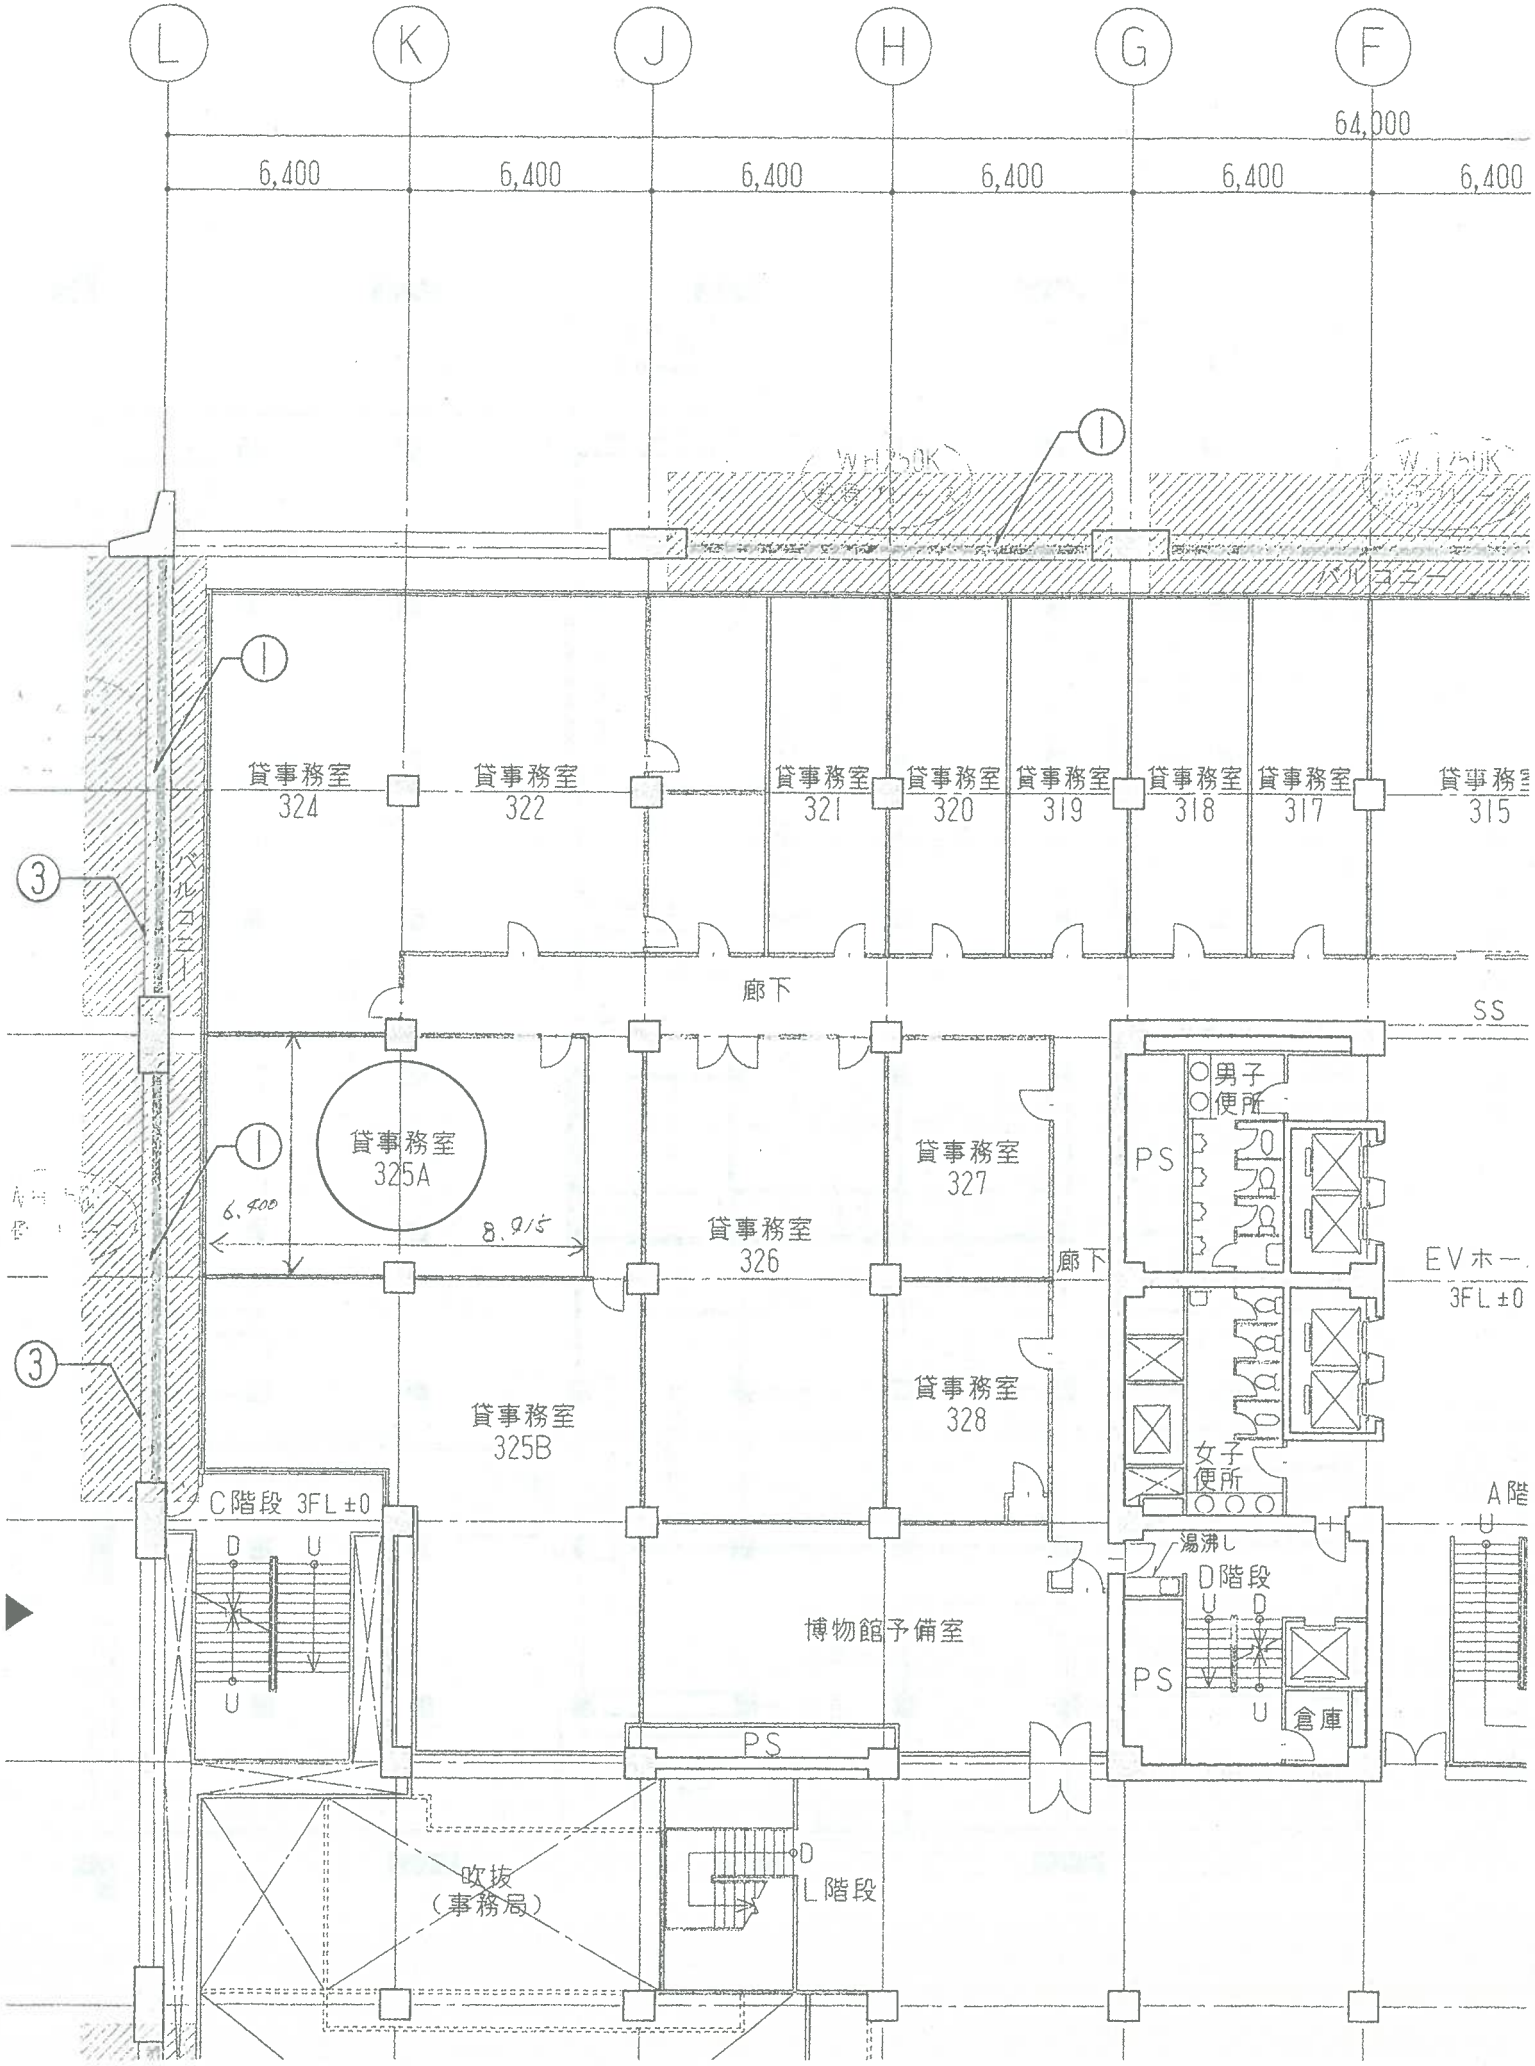 L K J H G F
64,000
6,400 6,400 6,400 6,400 6,400 6,400
①
バルコニー
①
貸事務室 貸事務室 貸事務室 貸事務室 貸事務室 貸事務室 貸事務室 貸事務室
324 322 321 320 319 318 317 315
③
バルコニー
廊下
SS
男子
便所
①
貸事務室
325A
貸事務室
327
PS
6.400
8.915
貸事務室
326
廊下
EVホー
3FL±0
③
貸事務室
325B
貸事務室
328
女子
便所
C階段 3FL±0
A階
D U
U
湯沸し
D階段
U D
博物館予備室
PS
U
U
倉庫
PS
吹抜
(事務局)
D
L階段